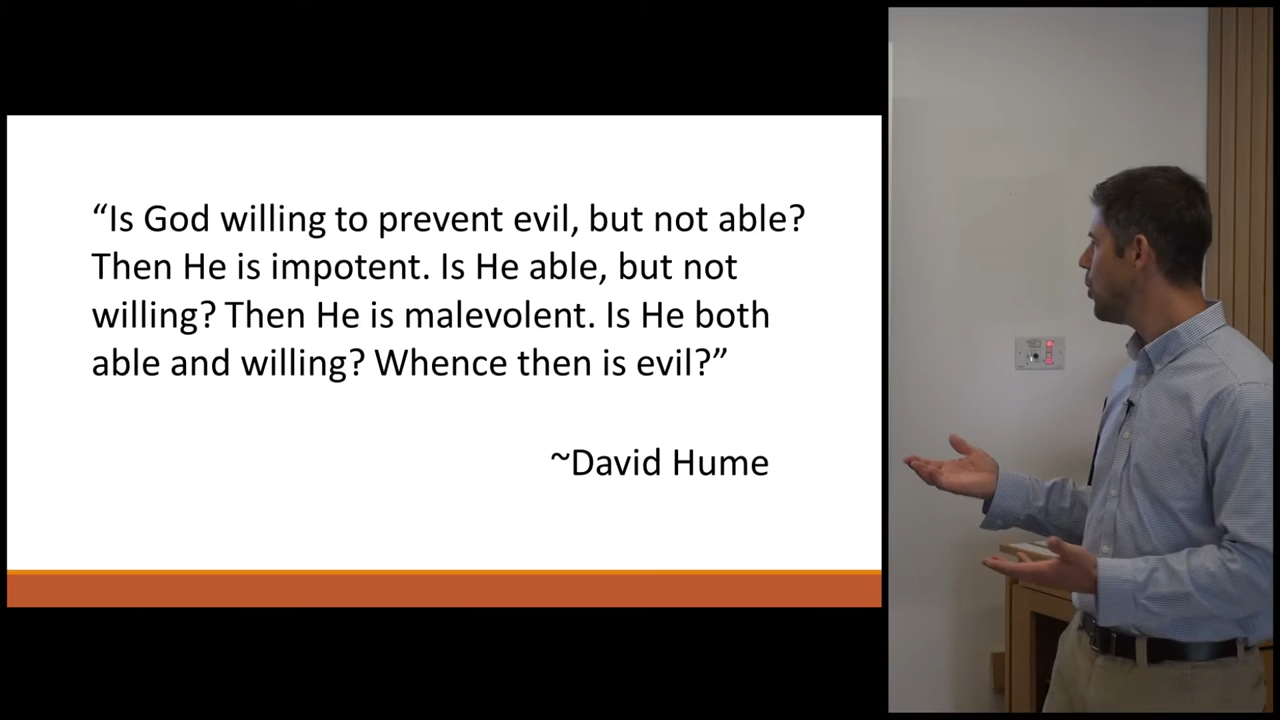 “Is God willing to prevent evil, but not able?
Then He is impotent. Is He able, but not
willing? Then He is malevolent. Is He both
able and willing? Whence then is evil?”
~David Hume